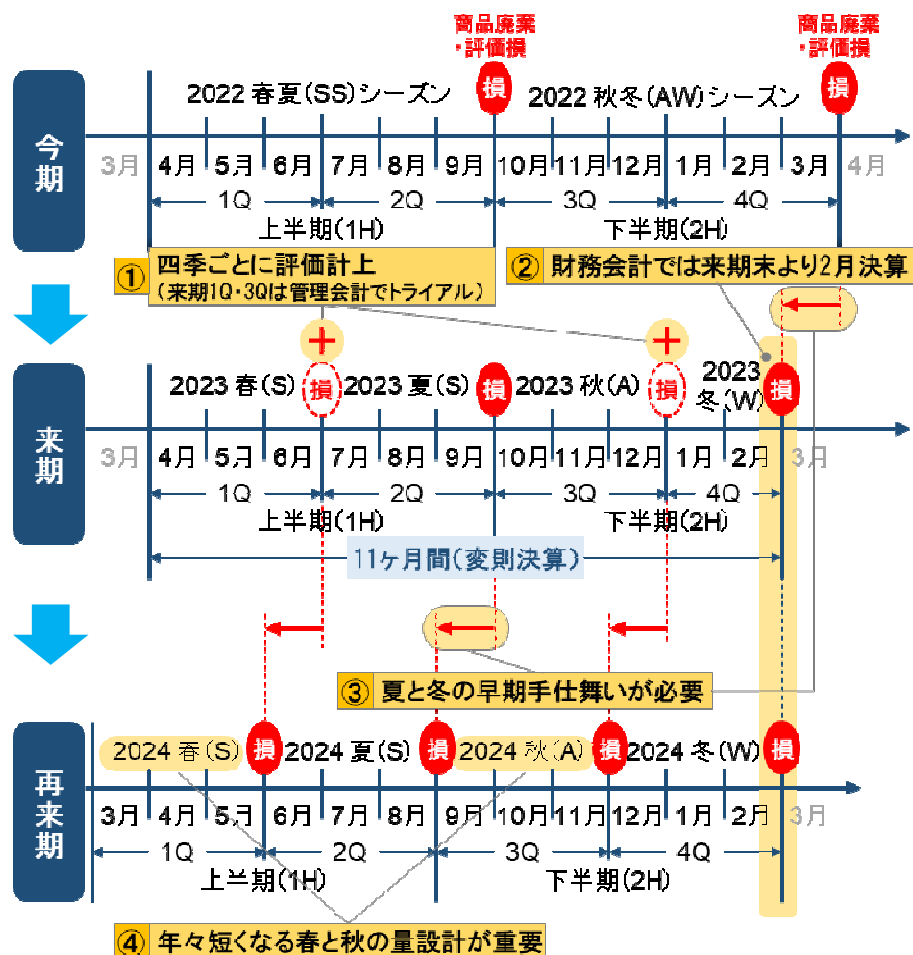 商品廃棄
・評価損
商品廃棄
・評価損
今期
2022 春夏(SS)シーズン
損
2022 秋冬(AW)シーズン
損
3月 4月 5月 6月 7月 8月 9月 10月 11月 12月 1月 2月 3月 4月
1Q 2Q 3Q 4Q
上半期(1H) 下半期(2H)
① 四季ごとに評価計上
(来期1Q・3Qは管理会計でトライアル)
② 財務会計では来期末より2月決算
来期
+ +
2023 春(S) 損 2023 夏(S) 損 2023 秋(A) 損 2023
冬(W) 損
3月 4月 5月 6月 7月 8月 9月 10月 11月 12月 1月 2月 3月
1Q 2Q 3Q 4Q
上半期(1H) 下半期(2H)
11ヶ月間(変則決算)
③ 夏と冬の早期手仕舞いが必要
再来期
2024 春(S) 損 2024 夏(S) 損 2024 秋(A) 損 2024 冬(W) 損
3月 4月 5月 6月 7月 8月 9月 10月 11月 12月 1月 2月 3月
1Q 2Q 3Q 4Q
上半期(1H) 下半期(2H)
④ 年々短くなる春と秋の量設計が重要